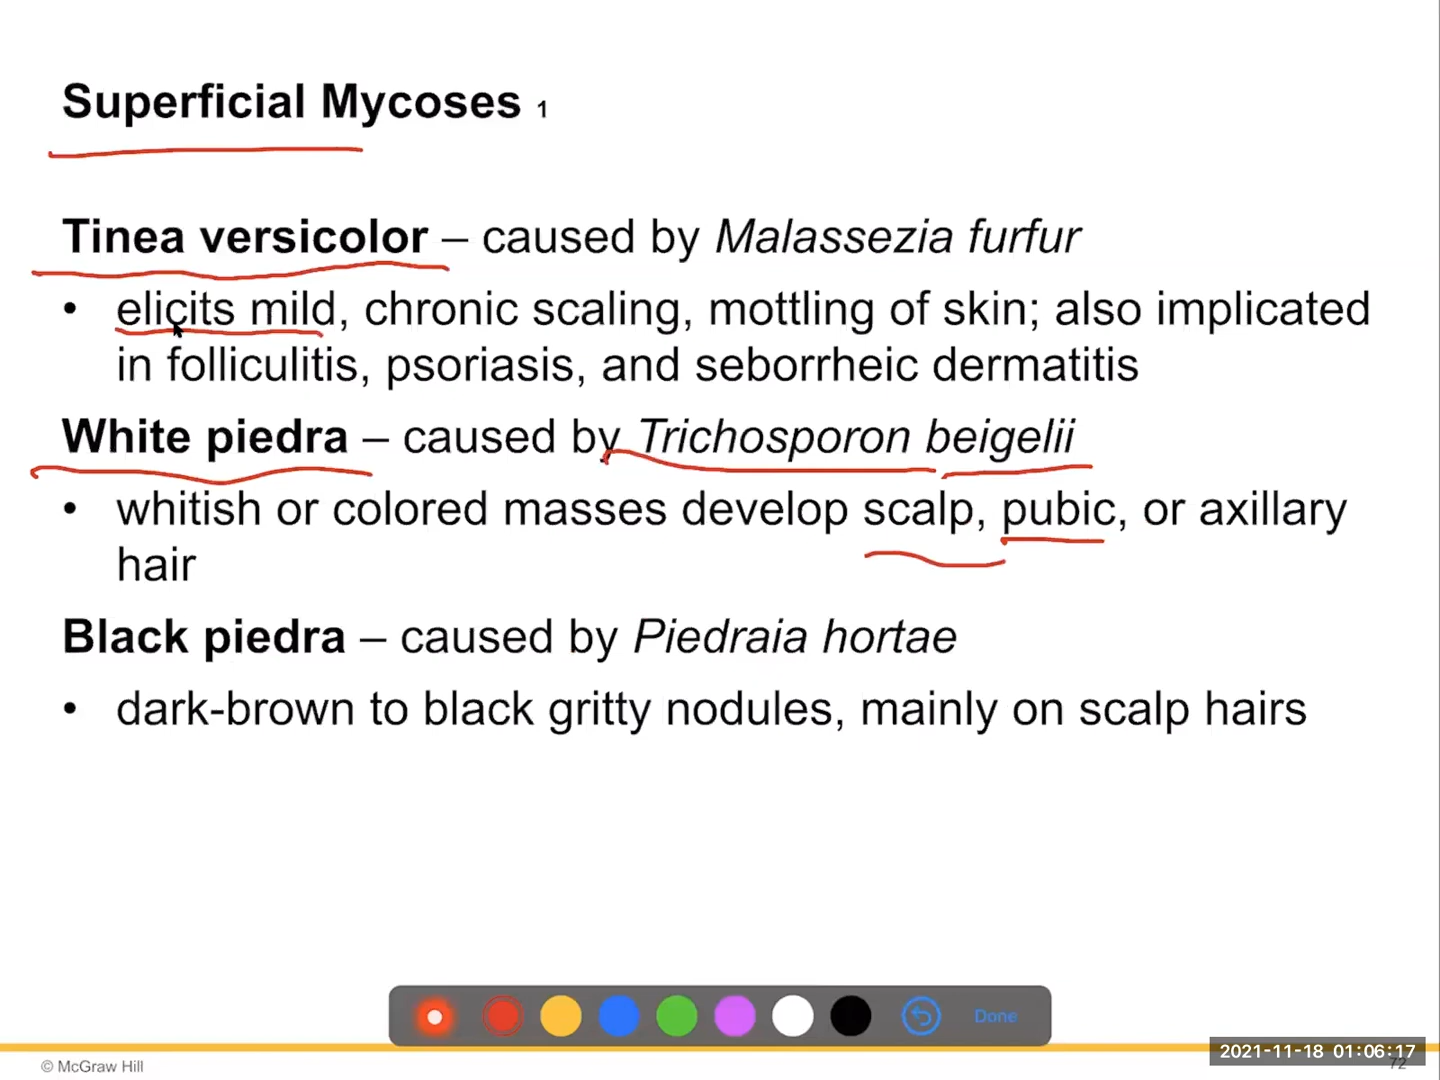 Superficial Mycoses 1
Tinea versicolor – caused by Malassezia furfur
• elicits mild, chronic scaling, mottling of skin; also implicated
in folliculitis, psoriasis, and seborrheic dermatitis
White piedra – caused by Trichosporon beigelii
• whitish or colored masses develop scalp, pubic, or axillary
hair
Black piedra – caused by Piedraia hortae
• dark-brown to black gritty nodules, mainly on scalp hairs
Done
2021-11-18 01:06:17
© McGraw Hill
72